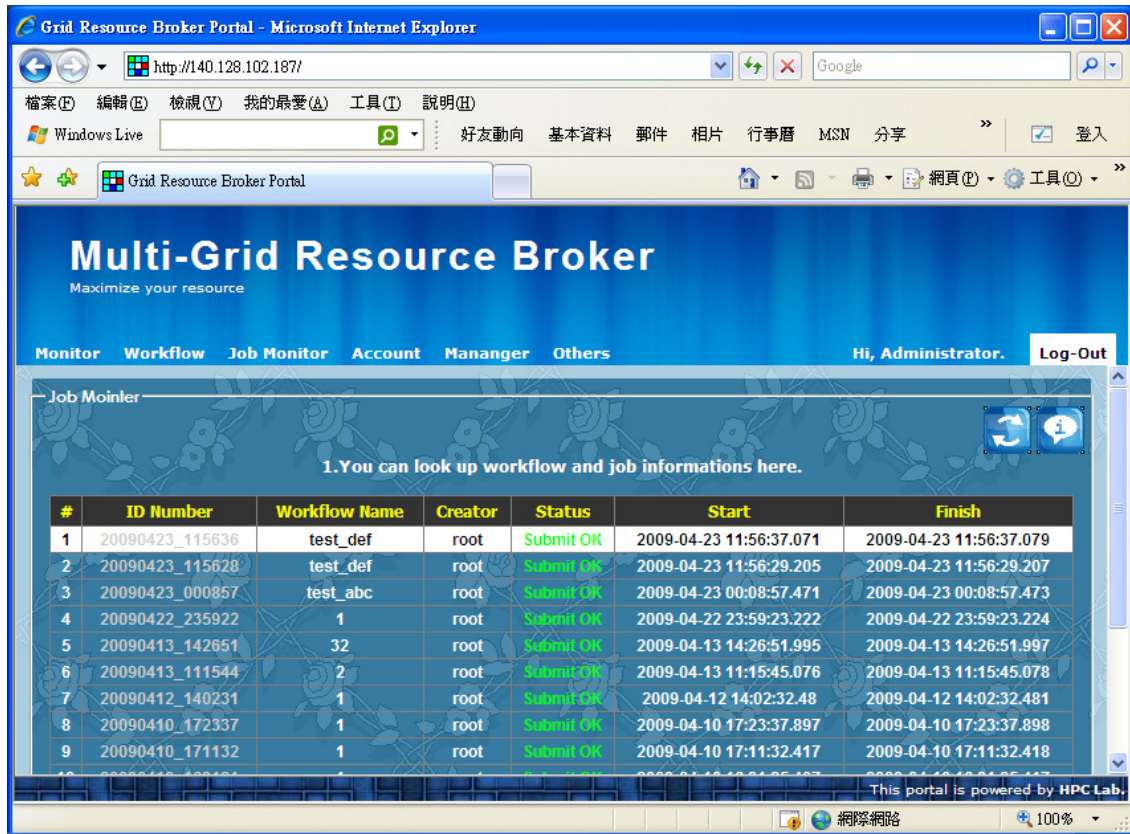 Grid Resource Broker Portal - Microsoft Internet Explorer
http://140.128.102.187/
Google
檔案(F) 編輯(E) 檢視(V) 我的最愛(A) 工具(T) 說明(H)
Windows Live 好友動向 基本資料 郵件 相片 行事曆 MSN 分享 » 登入
Grid Resource Broker Portal 網頁(P) 工具(O) »
Multi-Grid Resource Broker
Maximize your resource
Monitor Workflow Job Monitor Account Mananger Others Hi, Administrator. Log-Out
Job Mointer
1.You can look up workflow and job informations here.
# ID Number Workflow Name Creator Status Start Finish
1 20090423_115636 test_def root Submit OK 2009-04-23 11:56:37.071 2009-04-23 11:56:37.079
2 20090423_115628 test_def root Submit OK 2009-04-23 11:56:29.205 2009-04-23 11:56:29.207
3 20090423_000857 test_abc root Submit OK 2009-04-23 00:08:57.471 2009-04-23 00:08:57.473
4 20090422_235922 1 root Submit OK 2009-04-22 23:59:23.222 2009-04-22 23:59:23.224
5 20090413_142651 32 root Submit OK 2009-04-13 14:26:51.995 2009-04-13 14:26:51.997
6 20090413_111544 2 root Submit OK 2009-04-13 11:15:45.076 2009-04-13 11:15:45.078
7 20090412_140231 1 root Submit OK 2009-04-12 14:02:32.48 2009-04-12 14:02:32.481
8 20090410_172337 1 root Submit OK 2009-04-10 17:23:37.897 2009-04-10 17:23:37.898
9 20090410_171132 1 root Submit OK 2009-04-10 17:11:32.417 2009-04-10 17:11:32.418
This portal is powered by HPC Lab.
網際網路 100%